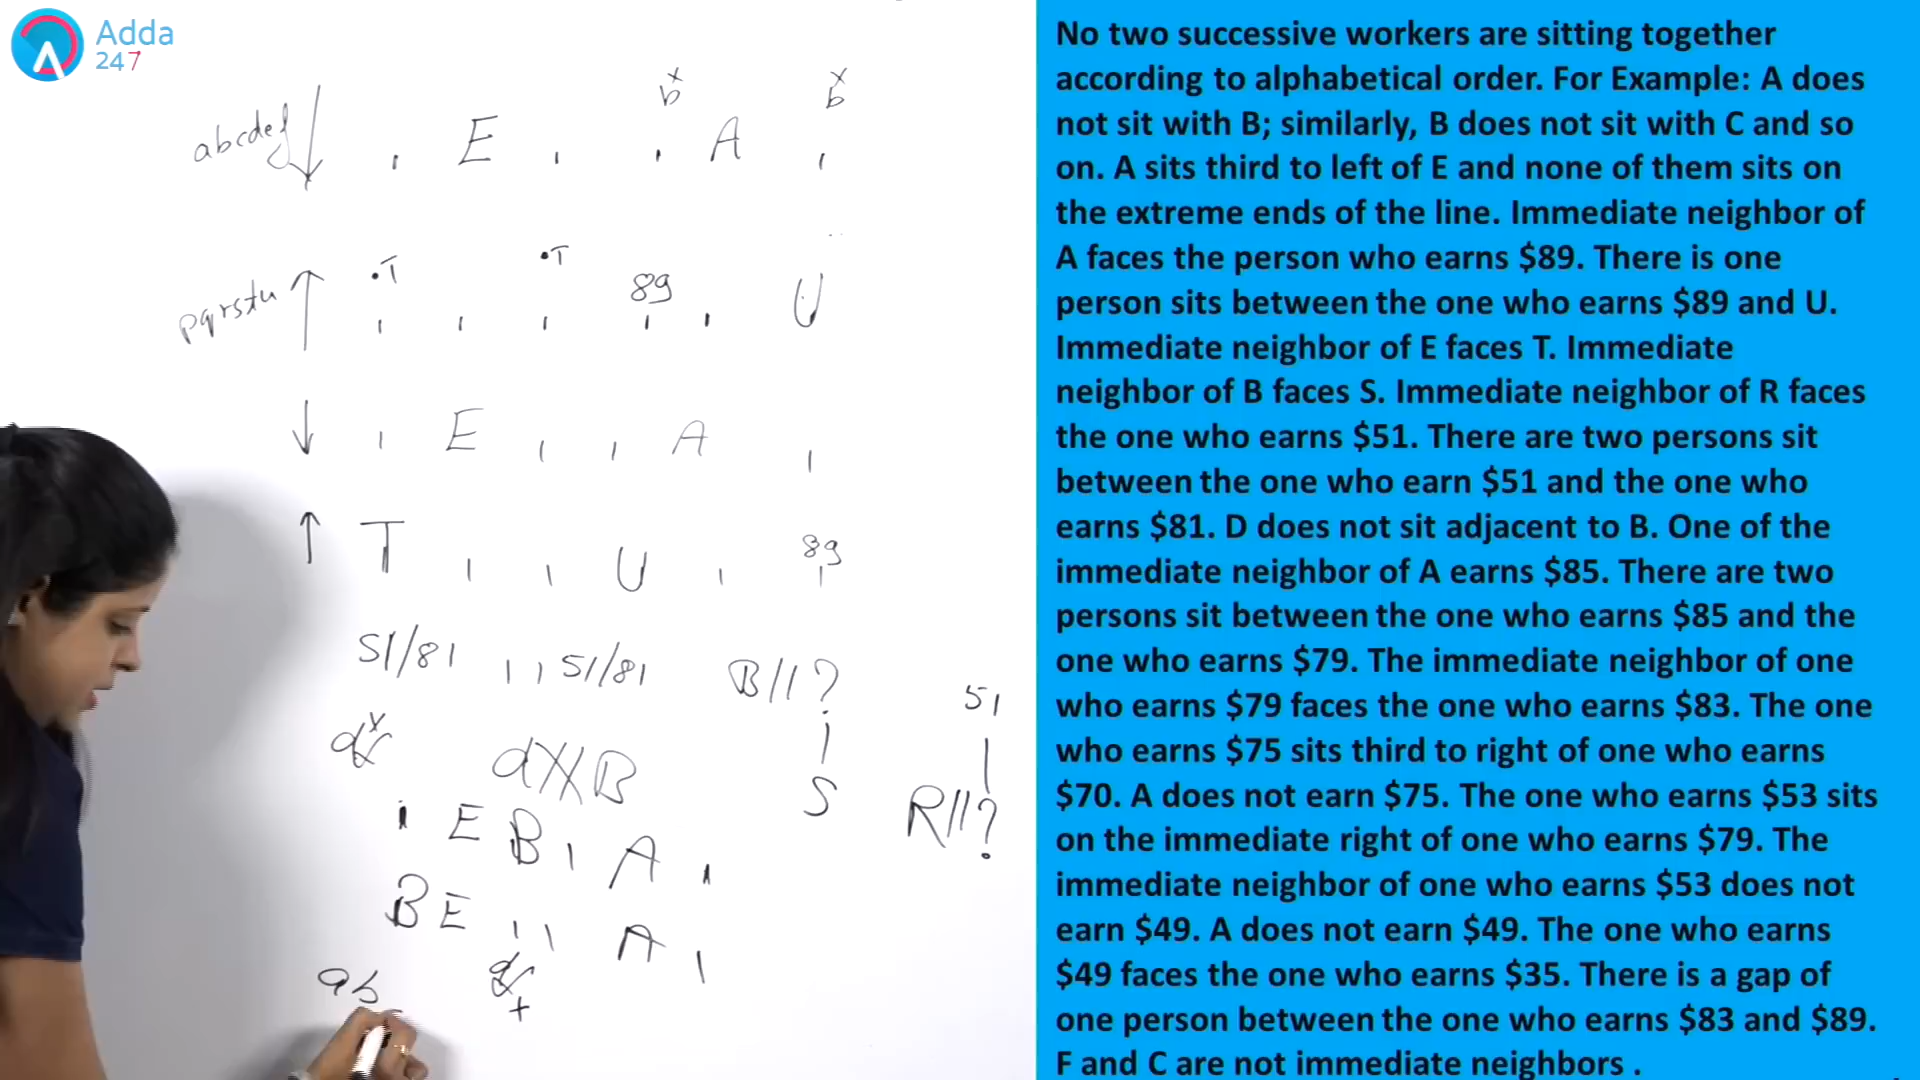 Adda
247
x x
b b
abcdef E A
89
.T .T
pqrstu U
E A
T U 89
51//81 51//81 B//?
S
d B
51
R//?
E B A
B E A
ab
No two successive workers are sitting together
according to alphabetical order. For Example: A does
not sit with B; similarly, B does not sit with C and so
on. A sits third to left of E and none of them sits on
the extreme ends of the line. Immediate neighbor of
A faces the person who earns $89. There is one
person sits between the one who earns $89 and U.
Immediate neighbor of E faces T. Immediate
neighbor of B faces S. Immediate neighbor of R faces
the one who earns $51. There are two persons sit
between the one who earn $51 and the one who
earns $81. D does not sit adjacent to B. One of the
immediate neighbor of A earns $85. There are two
persons sit between the one who earns $85 and the
one who earns $79. The immediate neighbor of one
who earns $79 faces the one who earns $83. The one
who earns $75 sits third to right of one who earns
$70. A does not earn $75. The one who earns $53 sits
on the immediate right of one who earns $79. The
immediate neighbor of one who earns $53 does not
earn $49. A does not earn $49. The one who earns
$49 faces the one who earns $35. There is a gap of
one person between the one who earns $83 and $89.
F and C are not immediate neighbors .